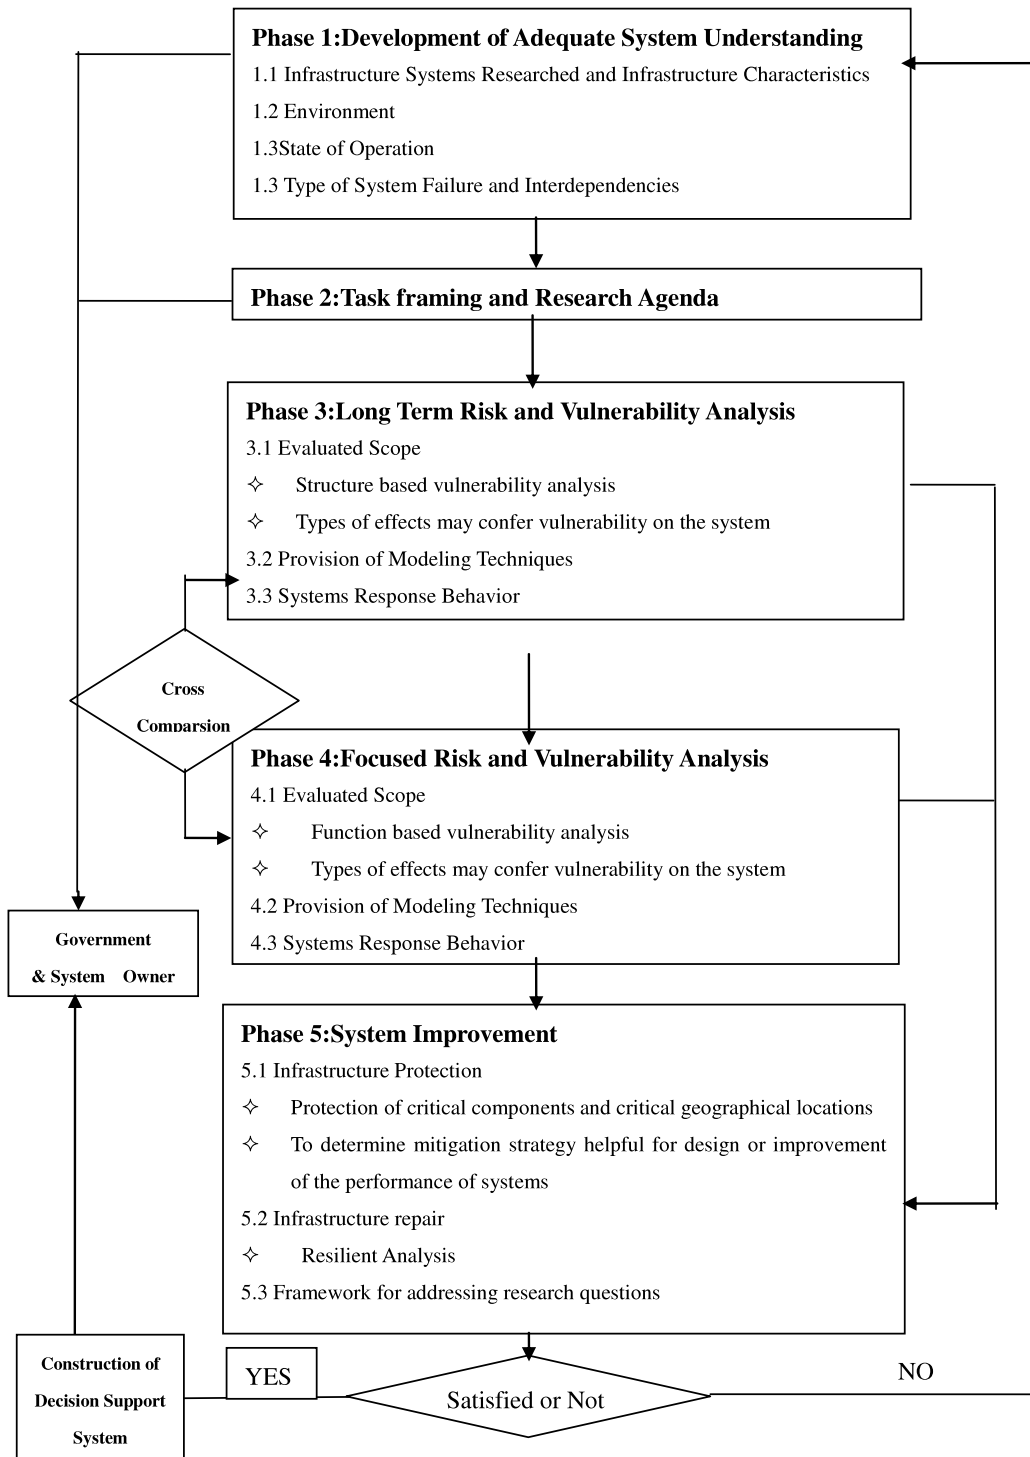 Phase 1:Development of Adequate System Understanding
1.1 Infrastructure Systems Researched and Infrastructure Characteristics
1.2 Environment
1.3State of Operation
1.3 Type of System Failure and Interdependencies
Phase 2:Task framing and Research Agenda
Phase 3:Long Term Risk and Vulnerability Analysis
3.1 Evaluated Scope
✧ Structure based vulnerability analysis
✧ Types of effects may confer vulnerability on the system
3.2 Provision of Modeling Techniques
3.3 Systems Response Behavior
Cross
Comparsion
Phase 4:Focused Risk and Vulnerability Analysis
4.1 Evaluated Scope
✧ Function based vulnerability analysis
✧ Types of effects may confer vulnerability on the system
4.2 Provision of Modeling Techniques
4.3 Systems Response Behavior
Government
& System Owner
Phase 5:System Improvement
5.1 Infrastructure Protection
✧ Protection of critical components and critical geographical locations
✧ To determine mitigation strategy helpful for design or improvement
of the performance of systems
5.2 Infrastructure repair
✧ Resilient Analysis
5.3 Framework for addressing research questions
Construction of
Decision Support
System
YES
Satisfied or Not
NO